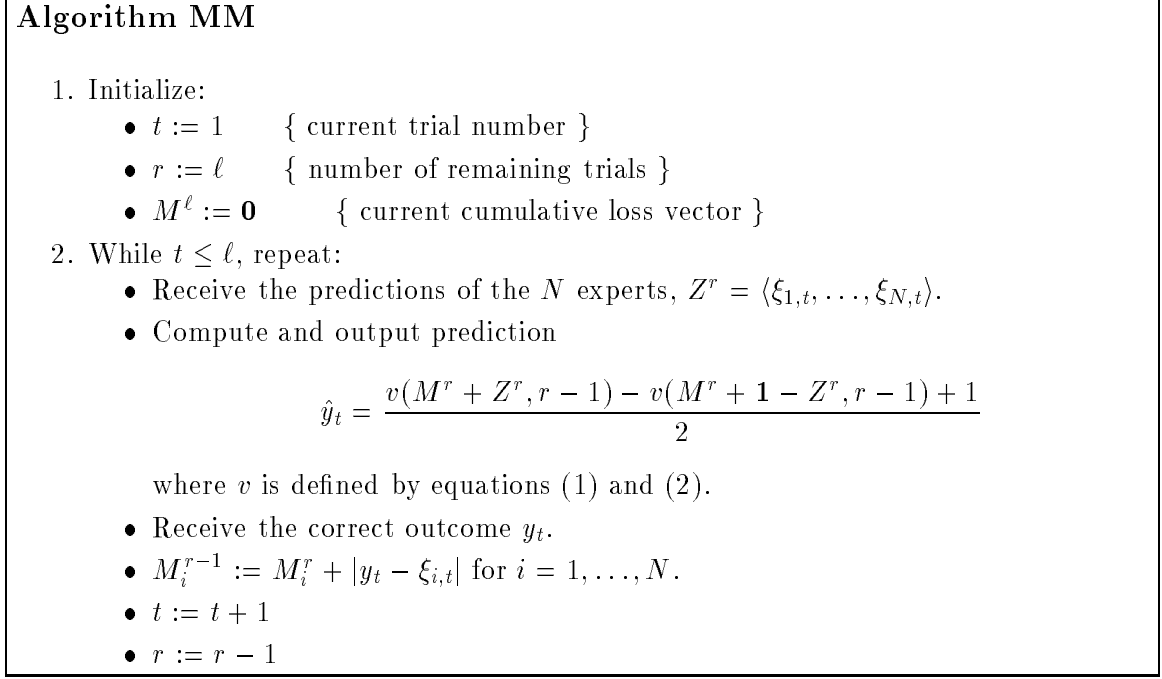 Algorithm MM
1. Initialize:
• t := 1 { current trial number }
• r := ℓ { number of remaining trials }
• M^ℓ := 0 { current cumulative loss vector }
2. While t ≤ ℓ, repeat:
• Receive the predictions of the N experts, Z^r = ⟨ξ_{1,t}, . . . , ξ_{N,t}⟩.
• Compute and output prediction
ŷ_t = \frac{v(M^r + Z^r, r − 1) − v(M^r + 1 − Z^r, r − 1) + 1}{2}
where v is defined by equations (1) and (2).
• Receive the correct outcome y_t.
• M_i^{r−1} := M_i^r + |y_t − ξ_{i,t}| for i = 1, . . . , N.
• t := t + 1
• r := r − 1